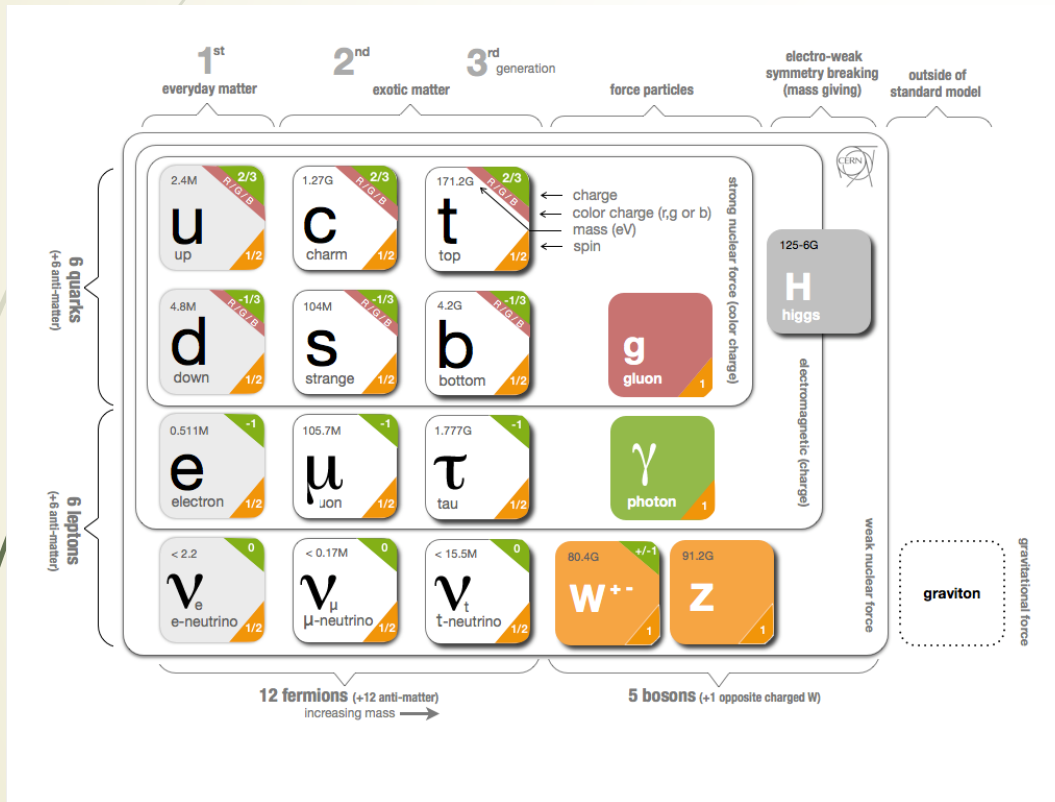 1st
2nd
3rd generation
everyday matter
exotic matter
force particles
electro-weak
symmetry breaking
(mass giving)
outside of
standard model
CERN
6 quarks
(+6 anti-matter)
2.4M
2/3
R/G/B
u
up
1/2
1.27G
2/3
R/G/B
c
charm
1/2
171.2G
2/3
R/G/B
t
top
1/2
charge
color charge (r,g or b)
mass (eV)
spin
strong nuclear force (color charge)
125-6G
H
higgs
4.8M
-1/3
R/G/B
d
down
1/2
104M
-1/3
R/G/B
s
strange
1/2
4.2G
-1/3
R/G/B
b
bottom
1/2
g
gluon
1
electromagnetic (charge)
6 leptons
(+6 anti-matter)
0.511M
-1
e
electron
1/2
105.7M
-1
μ
uon
1/2
1.777G
-1
τ
tau
1/2
γ
photon
1
weak nuclear force
< 2.2
0
νe
e-neutrino
1/2
< 0.17M
0
νμ
μ-neutrino
1/2
< 15.5M
0
νt
t-neutrino
1/2
80.4G
+/-1
W+-
1
91.2G
Z
1
graviton
gravitational force
12 fermions (+12 anti-matter)
increasing mass
5 bosons (+1 opposite charged W)